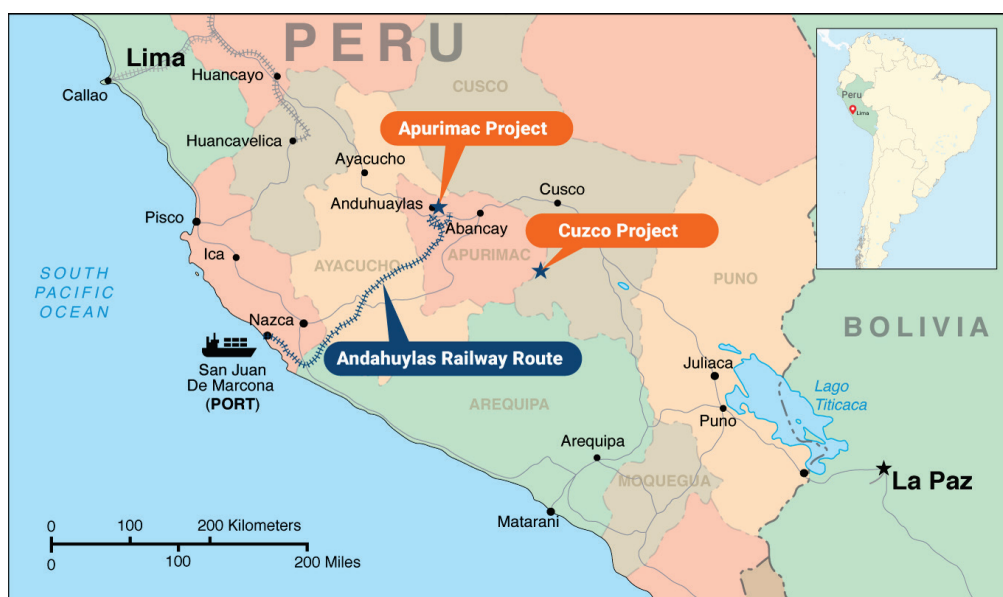 PERU
Lima
Callao
Huancayo
CUSCO
Huancavelica
Apurimac Project
Ayacucho
Anduhuaylas
Cusco
Abancay
Pisco
Cuzco Project
Ica
AYACUCHO
APURIMAC
PUNO
SOUTH
PACIFIC
OCEAN
Nazca
San Juan
De Marcona
(PORT)
Andahuylas Railway Route
BOLIVIA
Juliaca
Lago
Titicaca
AREQUIPA
Puno
Arequipa
MOQUEGUA
La Paz
Matarani
0 100 200 Kilometers
0 100 200 Miles
Peru
Lima